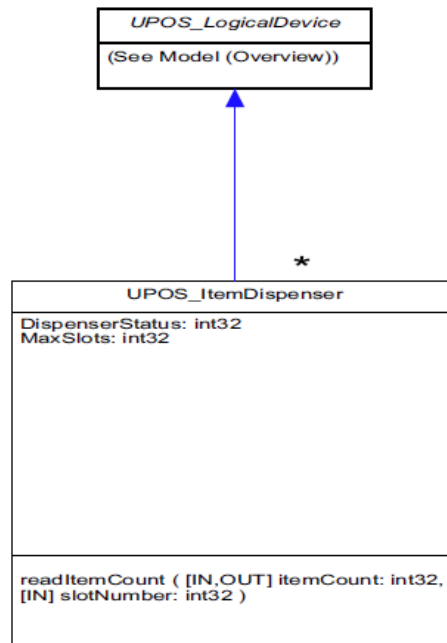 UPOS_LogicalDevice
(See Model (Overview))
*
UPOS_ItemDispenser
DispenserStatus: int32
MaxSlots: int32
readItemCount ( [IN,OUT] itemCount: int32,
[IN] slotNumber: int32 )